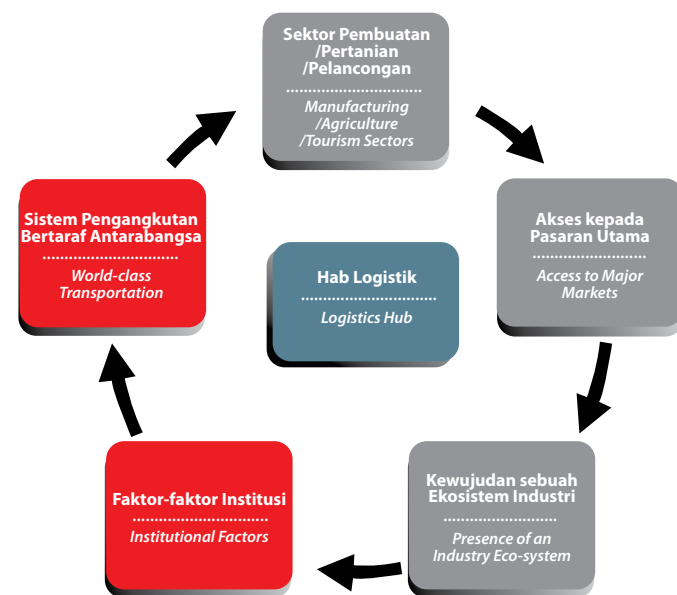 Sektor Pembuatan
/Pertanian
/Pelancongan
Manufacturing
/Agriculture
/Tourism Sectors
Akses kepada
Pasaran Utama
Access to Major
Markets
Kewujudan sebuah
Ekosistem Industri
Presence of an
Industry Eco-system
Faktor-faktor Institusi
Institutional Factors
Sistem Pengangkutan
Bertaraf Antarabangsa
World-class
Transportation
Hab Logistik
Logistics Hub